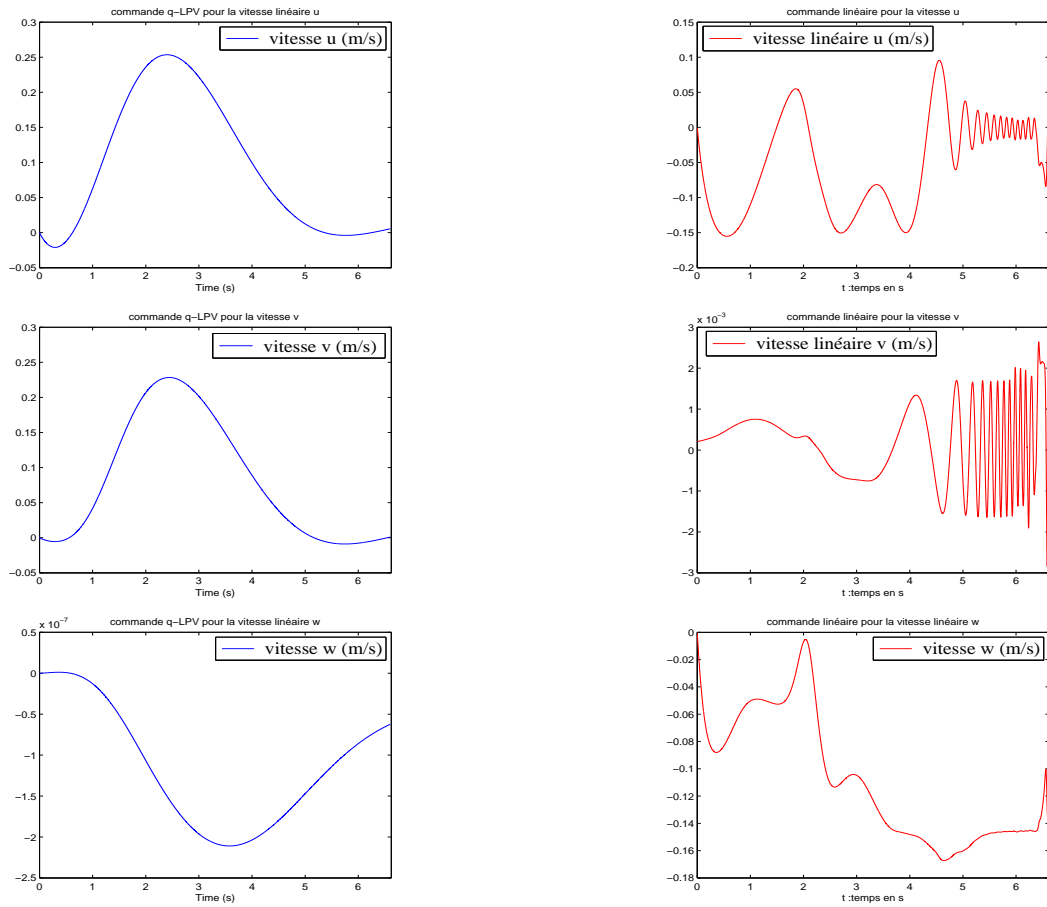 commande q−LPV pour la vitesse linéaire u
0.3
0.25
0.2
0.15
0.1
0.05
0
−0.05
vitesse u (m/s)
0 1 2 3 4 5 6
Time (s)
commande linéaire pour la vitesse u
0.15
0.1
0.05
0
−0.05
−0.1
−0.15
−0.2
vitesse linéaire u (m/s)
0 1 2 3 4 5 6
t :temps en s
commande q−LPV pour la vitesse v
0.3
0.25
0.2
0.15
0.1
0.05
0
−0.05
vitesse v (m/s)
0 1 2 3 4 5 6
Time (s)
commande linéaire pour la vitesse v
x 10−3
3
2
1
0
−1
−2
−3
vitesse linéaire v (m/s)
0 1 2 3 4 5 6
t :temps en s
commande q−LPV pour la vitesse linéaire w
x 10−7
0.5
0
−0.5
−1
−1.5
−2
−2.5
vitesse w (m/s)
0 1 2 3 4 5 6
Time (s)
commande linéaire pour la vitesse linéaire w
0
−0.02
−0.04
−0.06
−0.08
−0.1
−0.12
−0.14
−0.16
−0.18
vitesse w (m/s)
0 1 2 3 4 5 6
t :temps en s